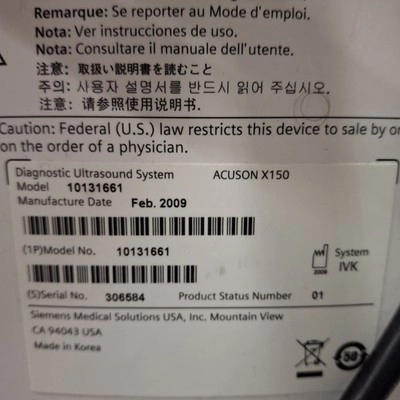 Remarque: Se reporter au Mode d'emploi.
Nota: Ver instrucciones de uso.
Nota: Consultare il manuale dell'utente.
注意: 取扱い説明書を読むこと
주의: 사용자 설명서를 반드시 읽어 주십시오.
注意: 请参照使用说明书.
Caution: Federal (U.S.) law restricts this device to sale by or
on the order of a physician.
Diagnostic Ultrasound System ACUSON X150
Model 10131661
Manufacture Date Feb. 2009
(1P)Model No. 10131661
2009
System
IVK
(S)Serial No. 306584 Product Status Number 01
Siemens Medical Solutions USA, Inc. Mountain View
CA 94043 USA
Made in Korea
50